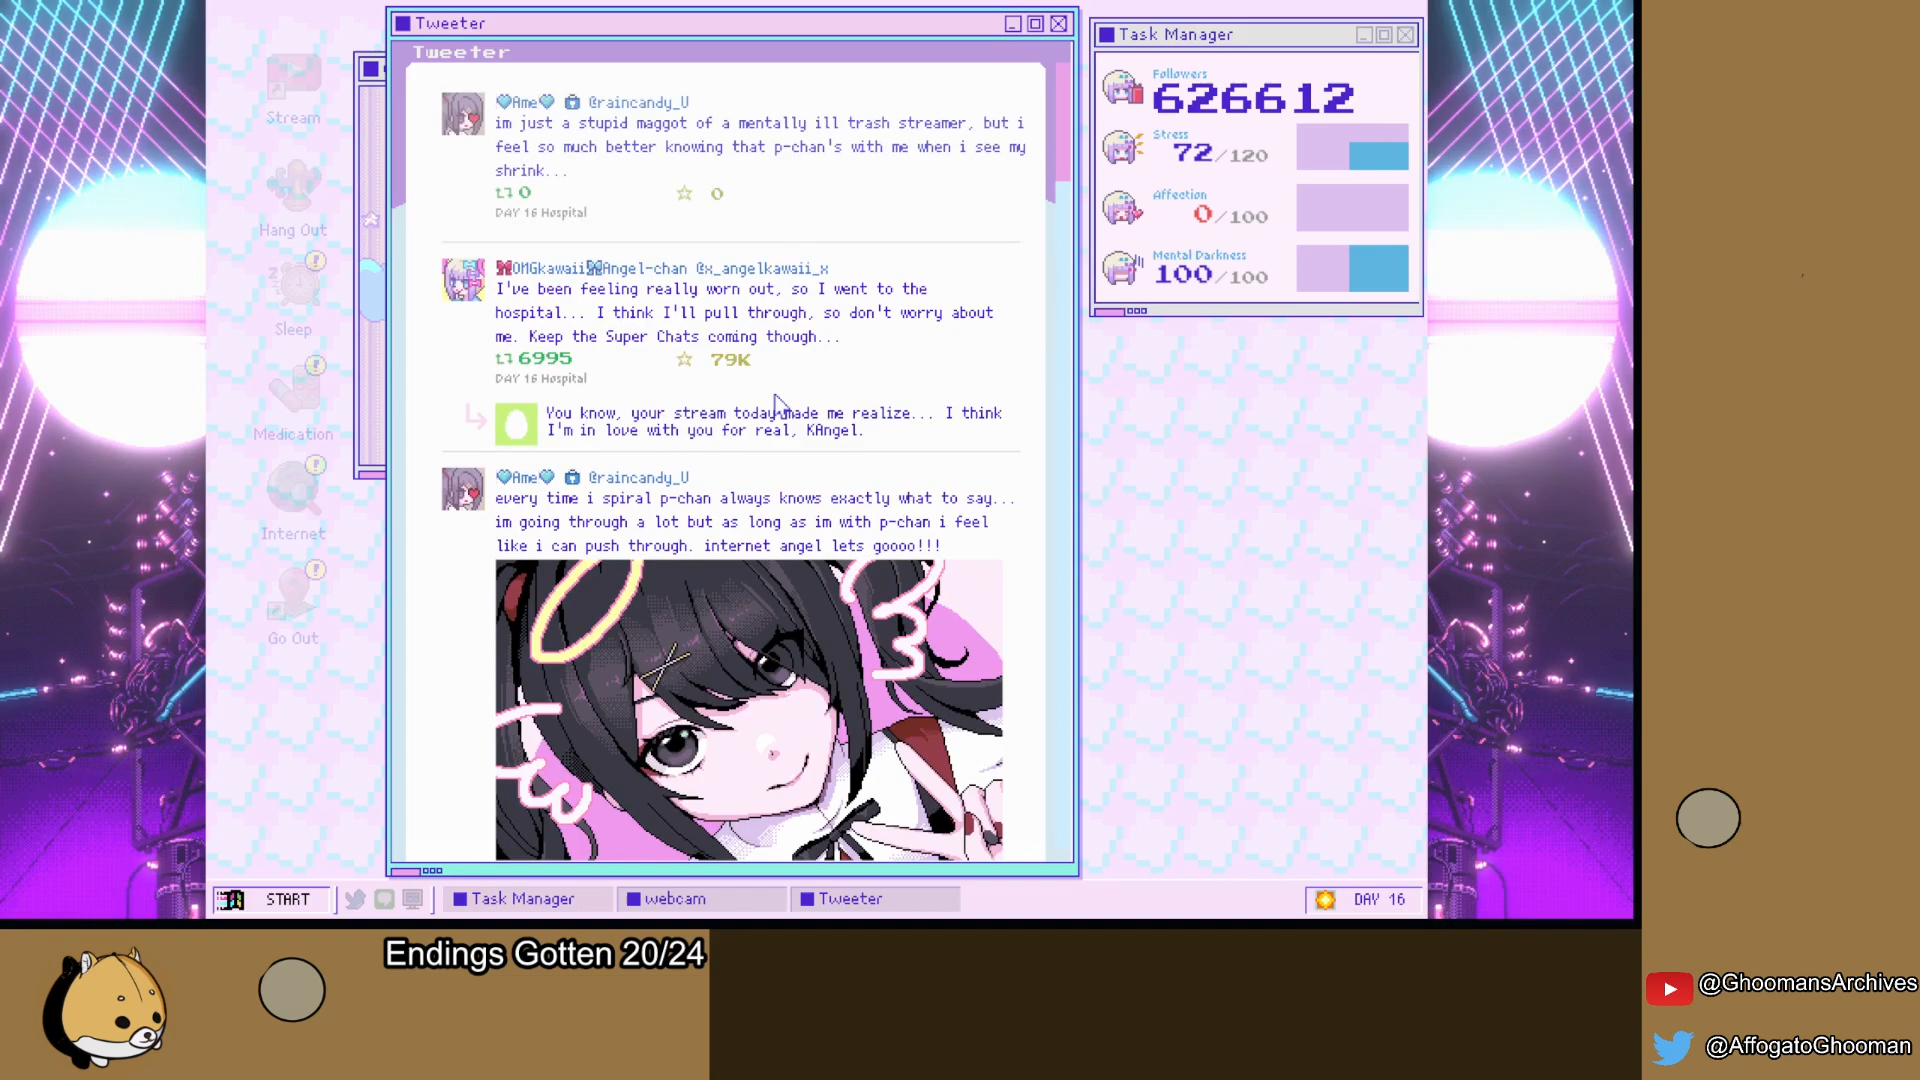 Tweeter
Tweeter
Ame @raincandy_U
im just a stupid maggot of a mentally ill trash streamer, but i
feel so much better knowing that p-chan's with me when i see my
shrink...
0 0
DAY 16 Hospital
OMGkawaiiAngel-chan @x_angelkawaii_x
I've been feeling really worn out, so I went to the
hospital... I think I'll pull through, so don't worry about
me. Keep the Super Chats coming though...
6995 79K
DAY 16 Hospital
You know, your stream today made me realize... I think
I'm in love with you for real, KAngel.
Ame @raincandy_U
every time i spiral p-chan always knows exactly what to say...
im going through a lot but as long as im with p-chan i feel
like i can push through. internet angel lets goooo!!!
Task Manager
Followers
626612
Stress
72/120
Affection
0/100
Mental Darkness
100/100
Stream
Hang Out
Sleep
Medication
Internet
Go Out
START
Task Manager
webcam
Tweeter
DAY 16
Endings Gotten 20/24
@GhoomansArchives
@AffogatoGhooman